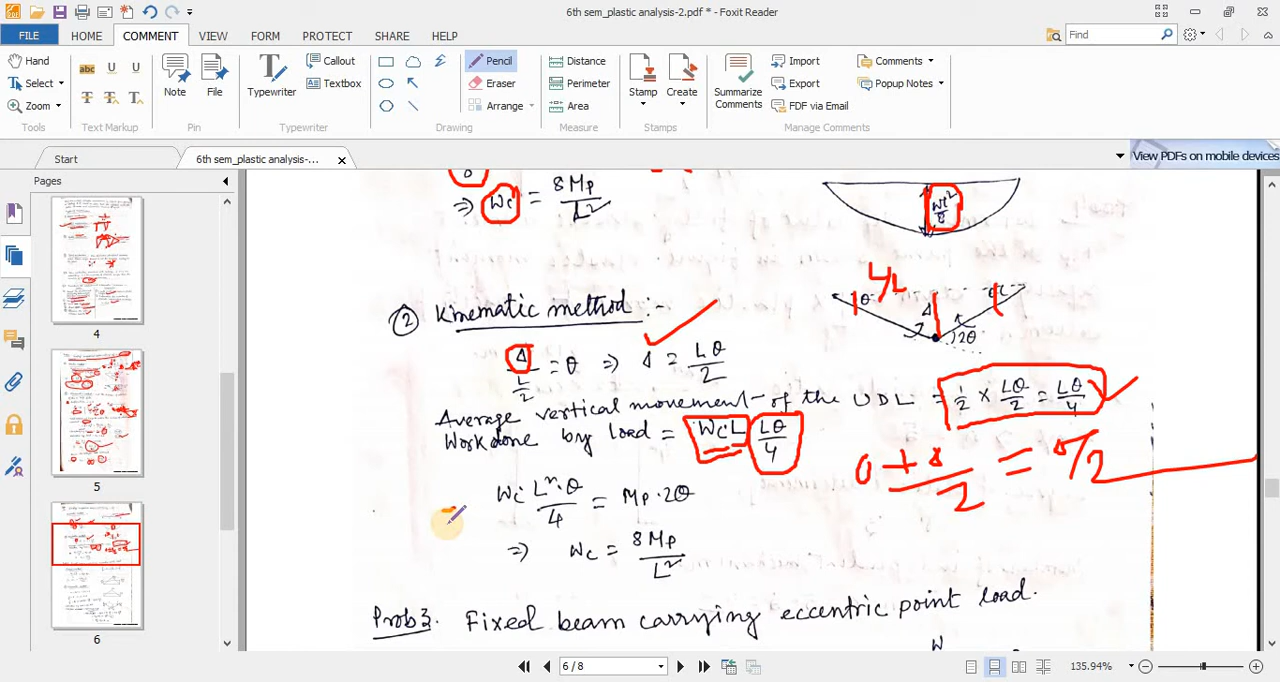 6th sem_plastic analysis-2.pdf * - Foxit Reader
FILE HOME COMMENT VIEW FORM PROTECT SHARE HELP
Find
Hand
Select
Zoom
Tools
abc U U
T T T
Text Markup
Note
File
Pin
Typewriter
Callout
Textbox
Typewriter
Pencil
Eraser
Arrange
Drawing
Distance
Perimeter
Area
Measure
Stamp
Create
Stamps
Summarize
Comments
Import
Export
FDF via Email
Comments
Popup Notes
Manage Comments
Start
6th sem_plastic analysis-...
View PDFs on mobile devices
Pages
4
5
6
⇒ Wc = 8Mp/L²
WL²/8
② Kinematic method :-
θ
Δ
2θ
Δ/(L/2) = θ ⇒ Δ = Lθ/2
Average vertical movement of the UDL = 1/2 × Lθ/2 = Lθ/4
Workdone by load = WcL Lθ/4
Wc · L² θ/4 = Mp · 2θ
⇒ Wc = 8Mp/L²
Prob 3. Fixed beam carrying eccentric point load.
W
6 / 8
135.94%